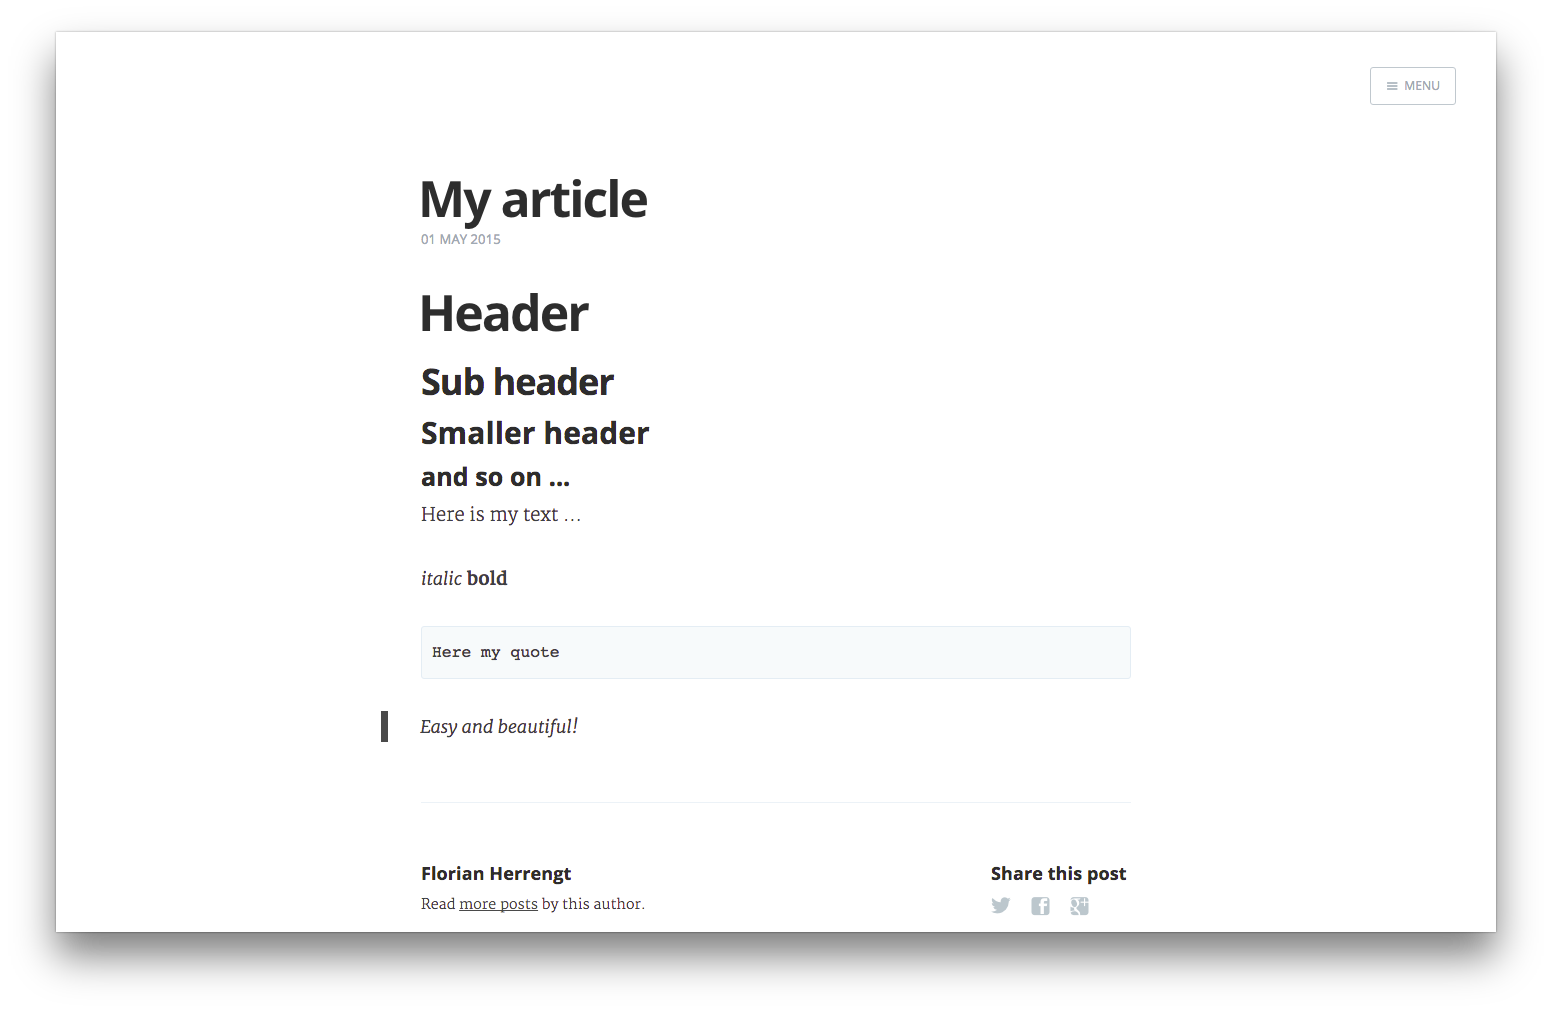 MENU
My article
01 MAY 2015
Header
Sub header
Smaller header
and so on ...
Here is my text …
italic bold
Here my quote
Easy and beautiful!
Florian Herrengt
Share this post
Read more posts by this author.